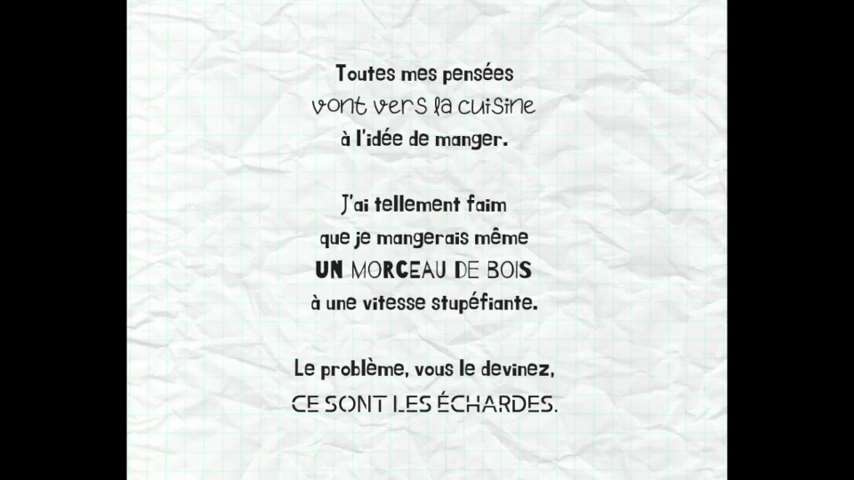 Toutes mes pensées
vont vers la cuisine
à l'idée de manger.
J'ai tellement faim
que je mangerais même
UN MORCEAU DE BOIS
à une vitesse stupéfiante.
Le problème, vous le devinez,
CE SONT LES ÉCHARDES.